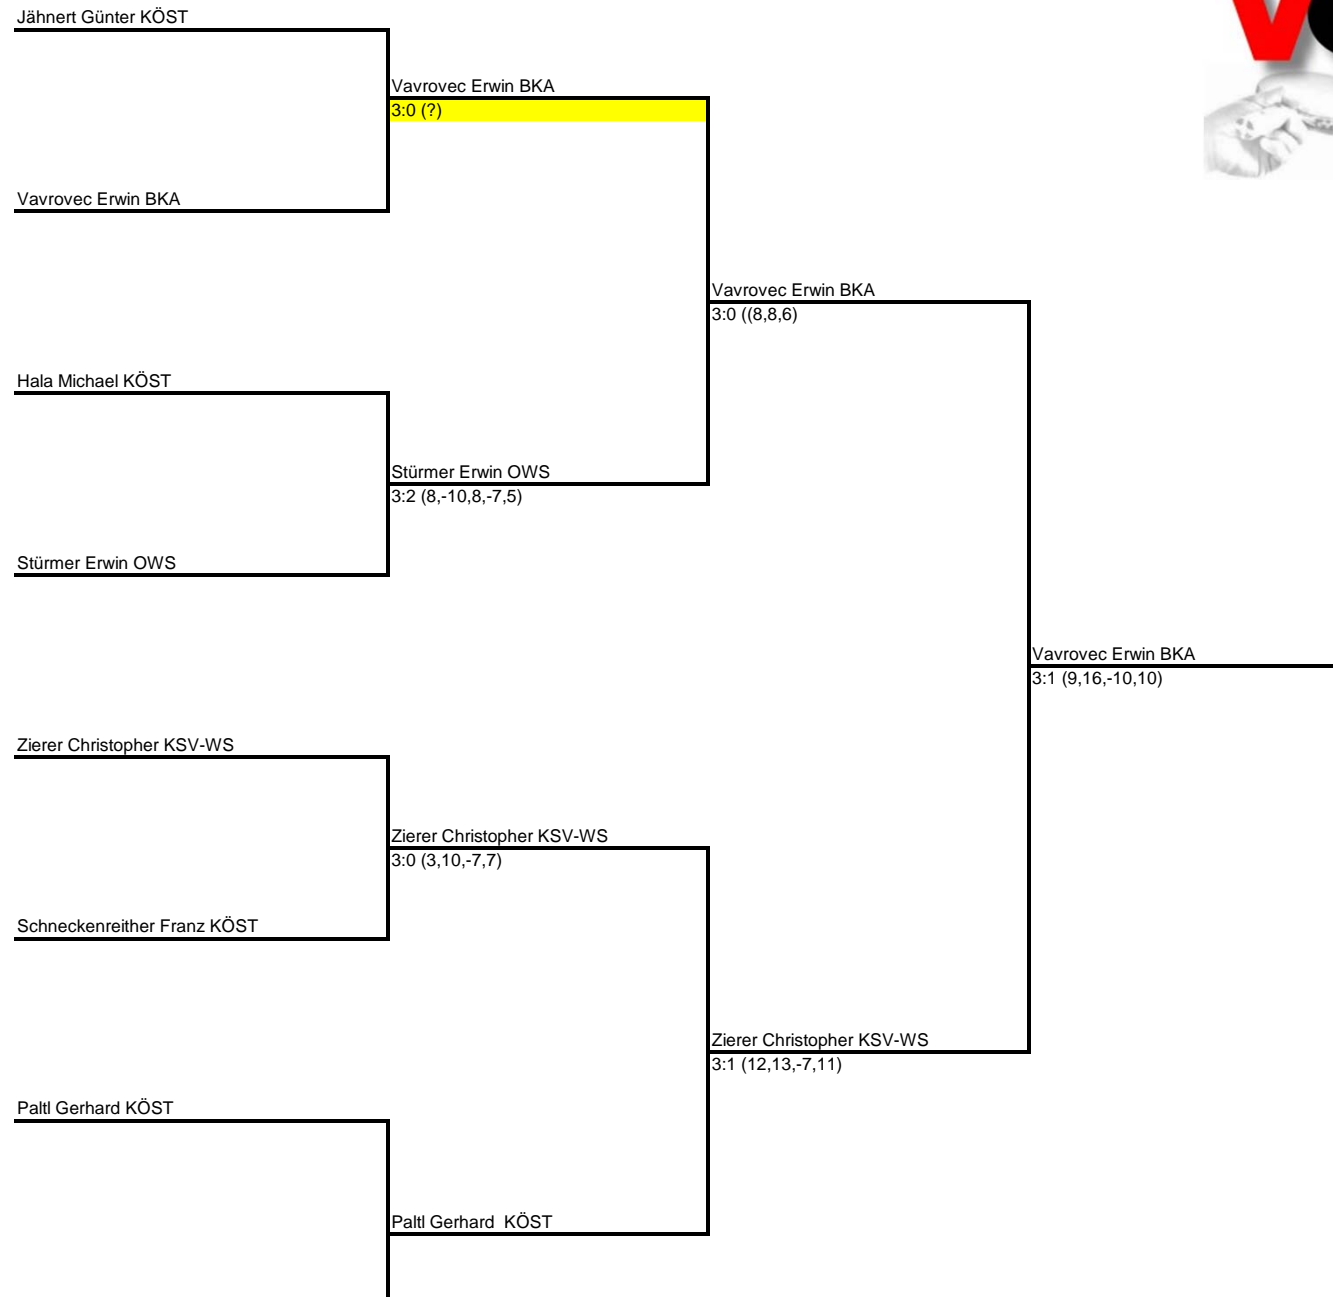 Jähnert Günter KÖST
Vavrovec Erwin BKA
3:0 (?)
Vavrovec Erwin BKA
Vavrovec Erwin BKA
3:0 ((8,8,6)
Hala Michael KÖST
Stürmer Erwin OWS
3:2 (8,-10,8,-7,5)
Stürmer Erwin OWS
Vavrovec Erwin BKA
3:1 (9,16,-10,10)
Zierer Christopher KSV-WS
Zierer Christopher KSV-WS
3:0 (3,10,-7,7)
Schneckenreither Franz KÖST
Zierer Christopher KSV-WS
3:1 (12,13,-7,11)
Paltl Gerhard KÖST
Paltl Gerhard  KÖST